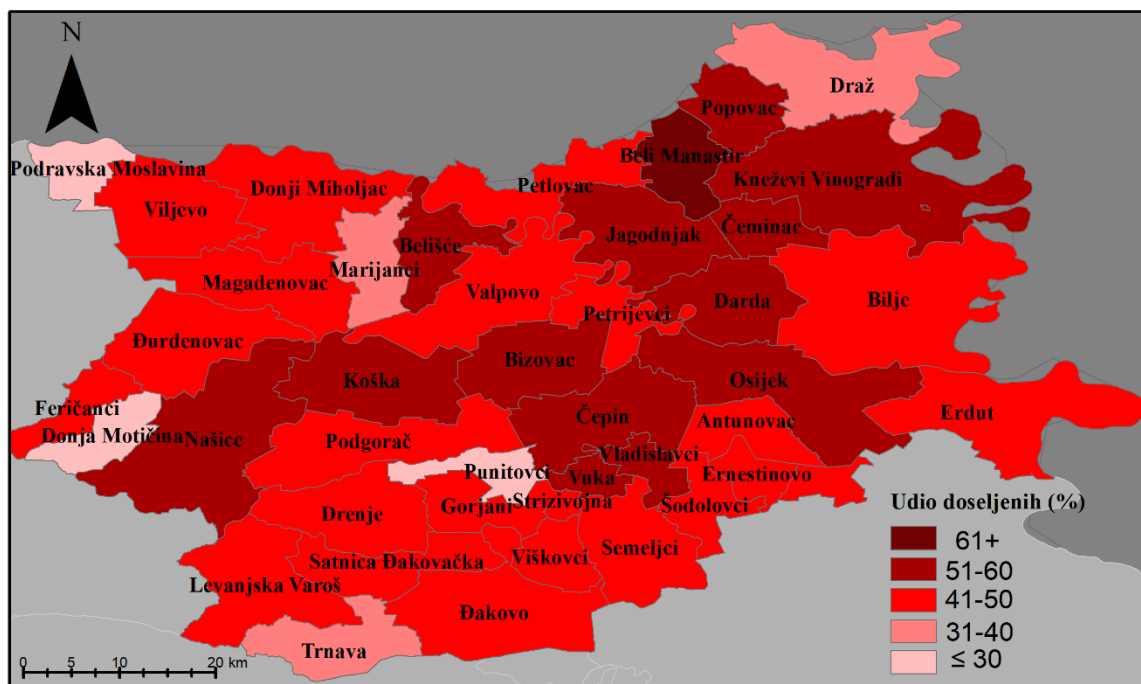 N
Draž
Popovac
Podravska Moslavina
Beli Manastir
Donji Miholjac
Petlovac
Kneževi Vinogradi
Viljevo
Čeminac
Jagodnjak
Belišće
Marijanci
Magadenovac
Valpovo
Darda
Bilje
Petrijevci
Đurđenovac
Bizovac
Koška
Osijek
Feričanci
Čepin
Antunovac
Erdut
Donja Motičina
Našice
Podgorač
Vladislavci
Punitovci
Vuka
Ernestinovo
Gorjani
Strizivojna
Šodolovci
Drenje
Satnica Đakovačka
Viškovci
Semeljci
Levanjska Varoš
Đakovo
Trnava
Udio doseljenih (%)
61+
51-60
41-50
31-40
≤ 30
0 5 10 20 km